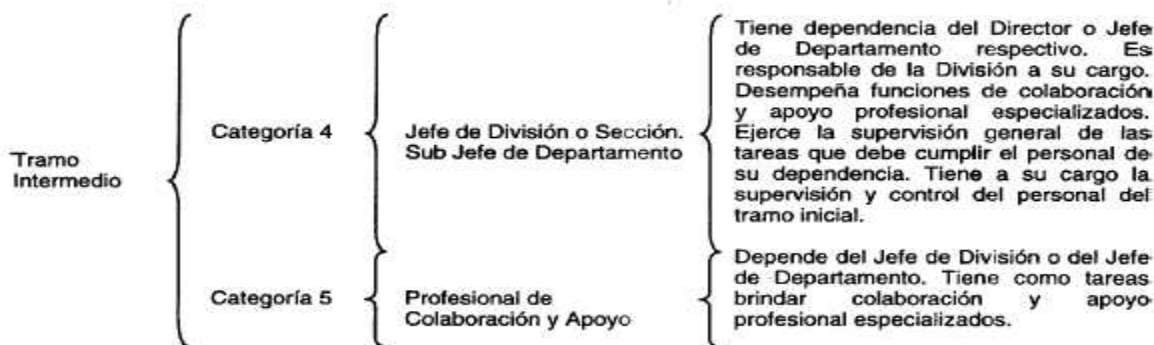 Tramo
Intermedio
Categoría 4
Jefe de División o Sección.
Sub Jefe de Departamento
Tiene dependencia del Director o Jefe
de Departamento respectivo. Es
responsable de la División a su cargo.
Desempeña funciones de colaboración
y apoyo profesional especializados.
Ejerce la supervisión general de las
tareas que debe cumplir el personal de
su dependencia. Tiene a su cargo la
supervisión y control del personal del
tramo inicial.
Categoría 5
Profesional de
Colaboración y Apoyo
Depende del Jefe de División o del Jefe
de Departamento. Tiene como tareas
brindar colaboración y apoyo
profesional especializados.